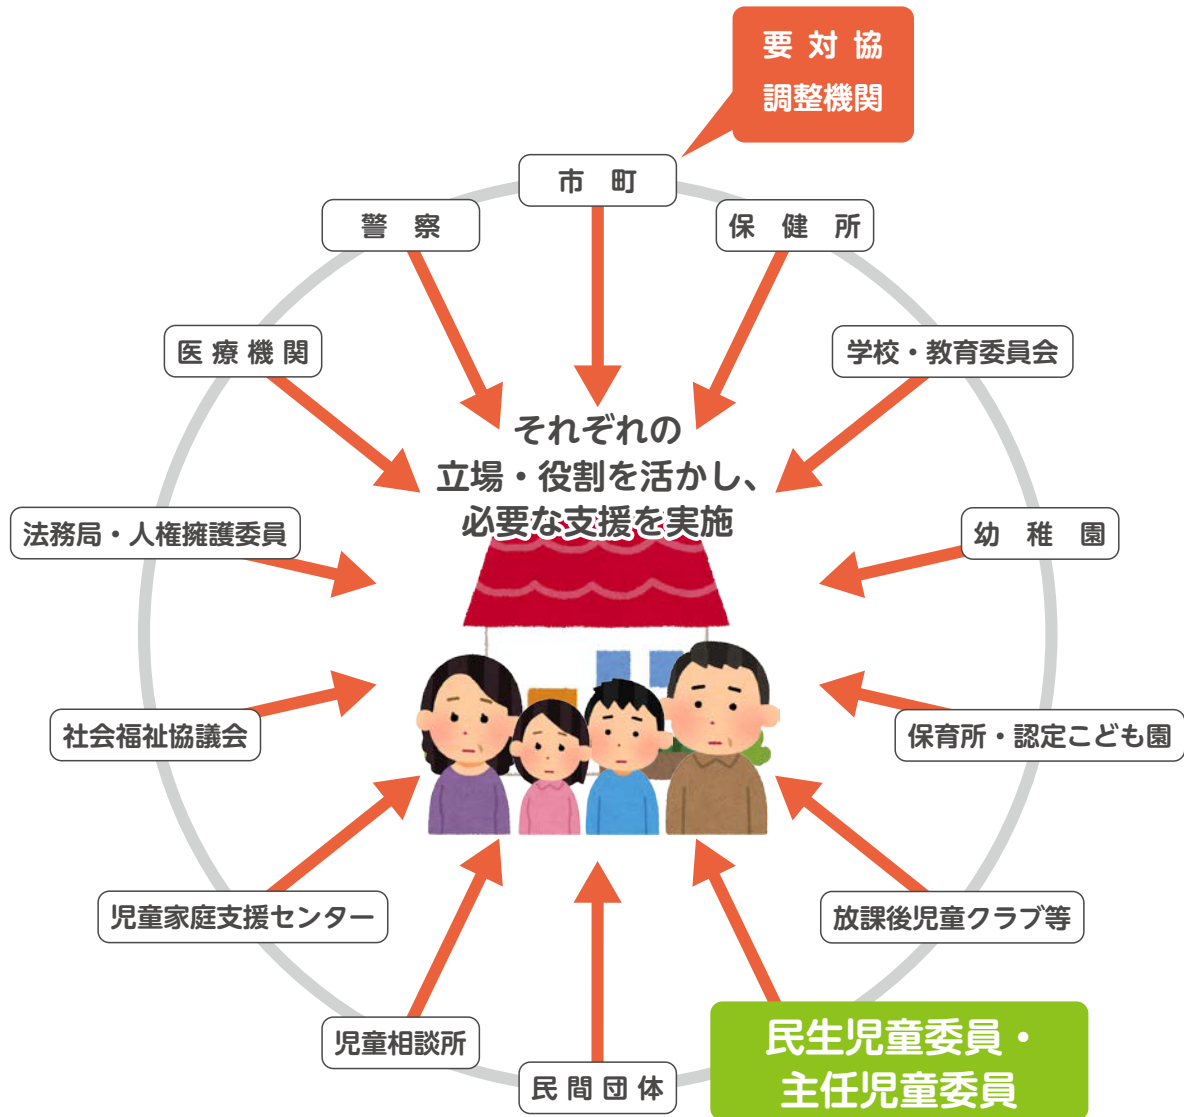 要対協
調整機関
市町
保健所
学校・教育委員会
幼稚園
保育所・認定こども園
放課後児童クラブ等
民生児童委員・
主任児童委員
民間団体
児童相談所
児童家庭支援センター
社会福祉協議会
法務局・人権擁護委員
医療機関
警察
それぞれの
立場・役割を活かし、
必要な支援を実施